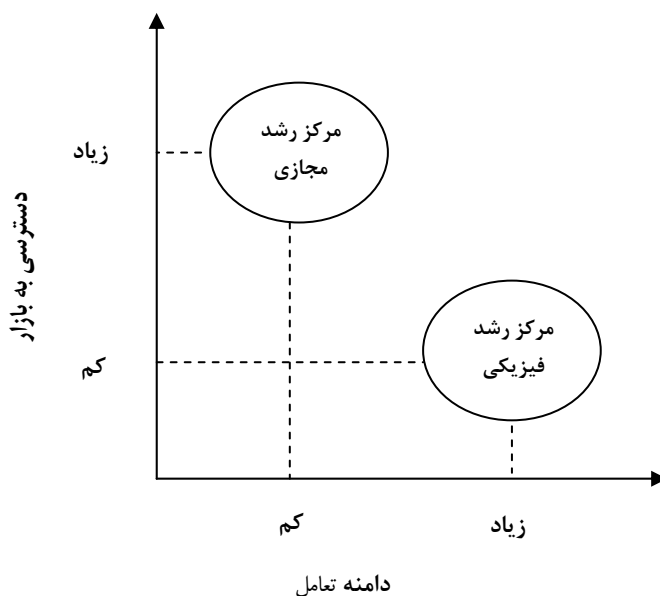 مرکز رشد
مجازی
زیاد
دسترسی به بازار
مرکز رشد
فیزیکی
کم
کم
زیاد
دامنه تعامل